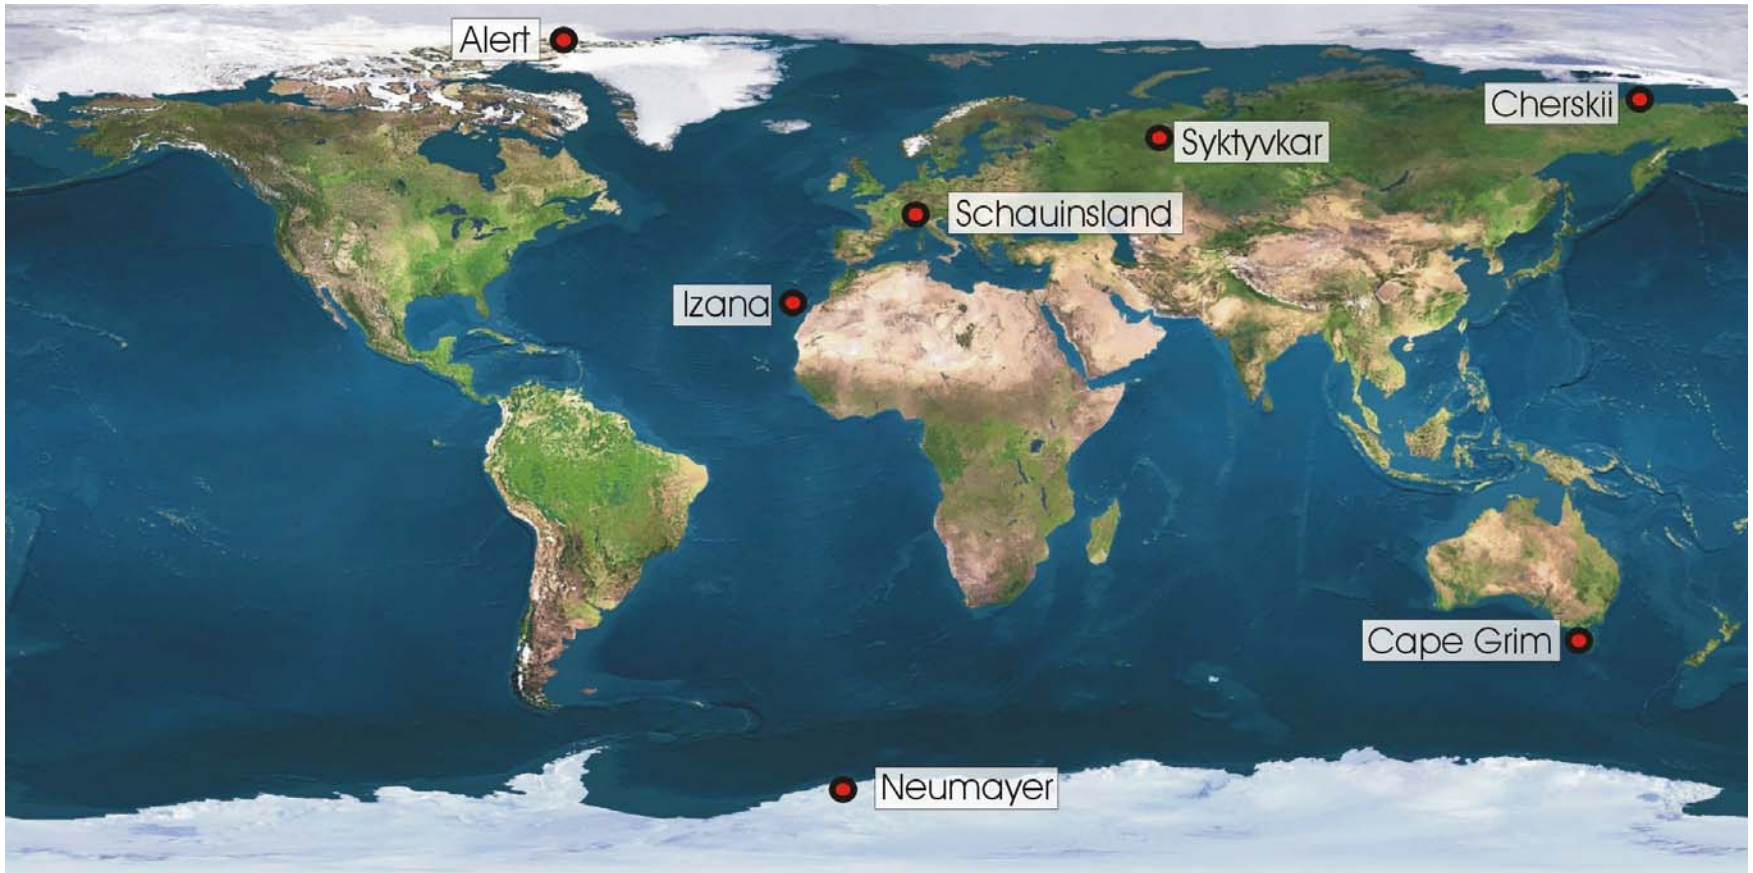 Alert
Cherskii
Syktyvkar
Schauinsland
Izana
Cape Grim
Neumayer